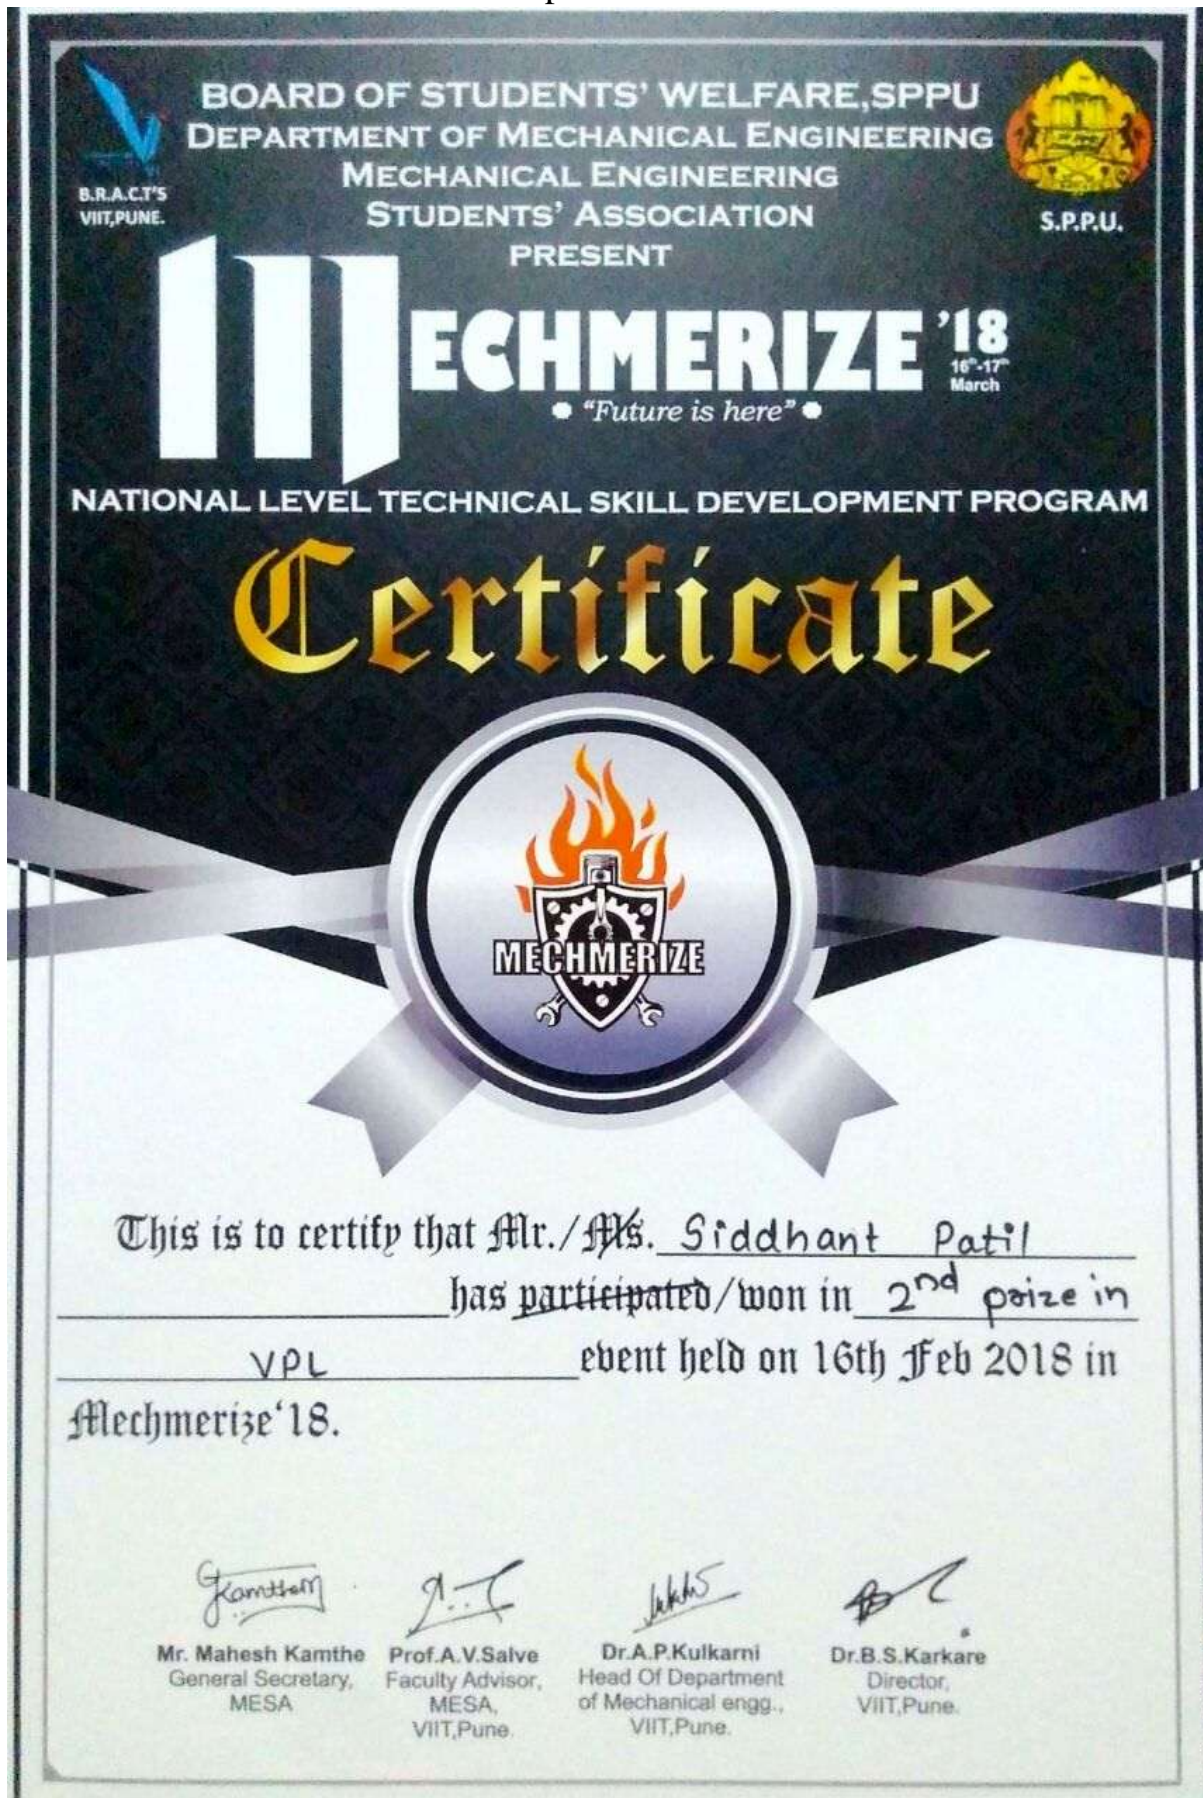 BOARD OF STUDENTS' WELFARE,SPPU
DEPARTMENT OF MECHANICAL ENGINEERING
MECHANICAL ENGINEERING
STUDENTS' ASSOCIATION
PRESENT
B.R.A.C.T'S
VIIT,PUNE.
S.P.P.U.
MECHMERIZE '18
16th-17th
March
"Future is here"
NATIONAL LEVEL TECHNICAL SKILL DEVELOPMENT PROGRAM
Certificate
MECHMERIZE
This is to certify that Mr./Ms. Siddhant Patil
has participated/won in 2nd prize in
VPL event held on 16th Feb 2018 in
Mechmerize'18.
Kamthe
Mr. Mahesh Kamthe
General Secretary,
MESA
Prof.A.V.Salve
Faculty Advisor,
MESA,
VIIT,Pune.
Dr.A.P.Kulkarni
Head Of Department
of Mechanical engg.,
VIIT,Pune.
Dr.B.S.Karkare
Director,
VIIT,Pune.